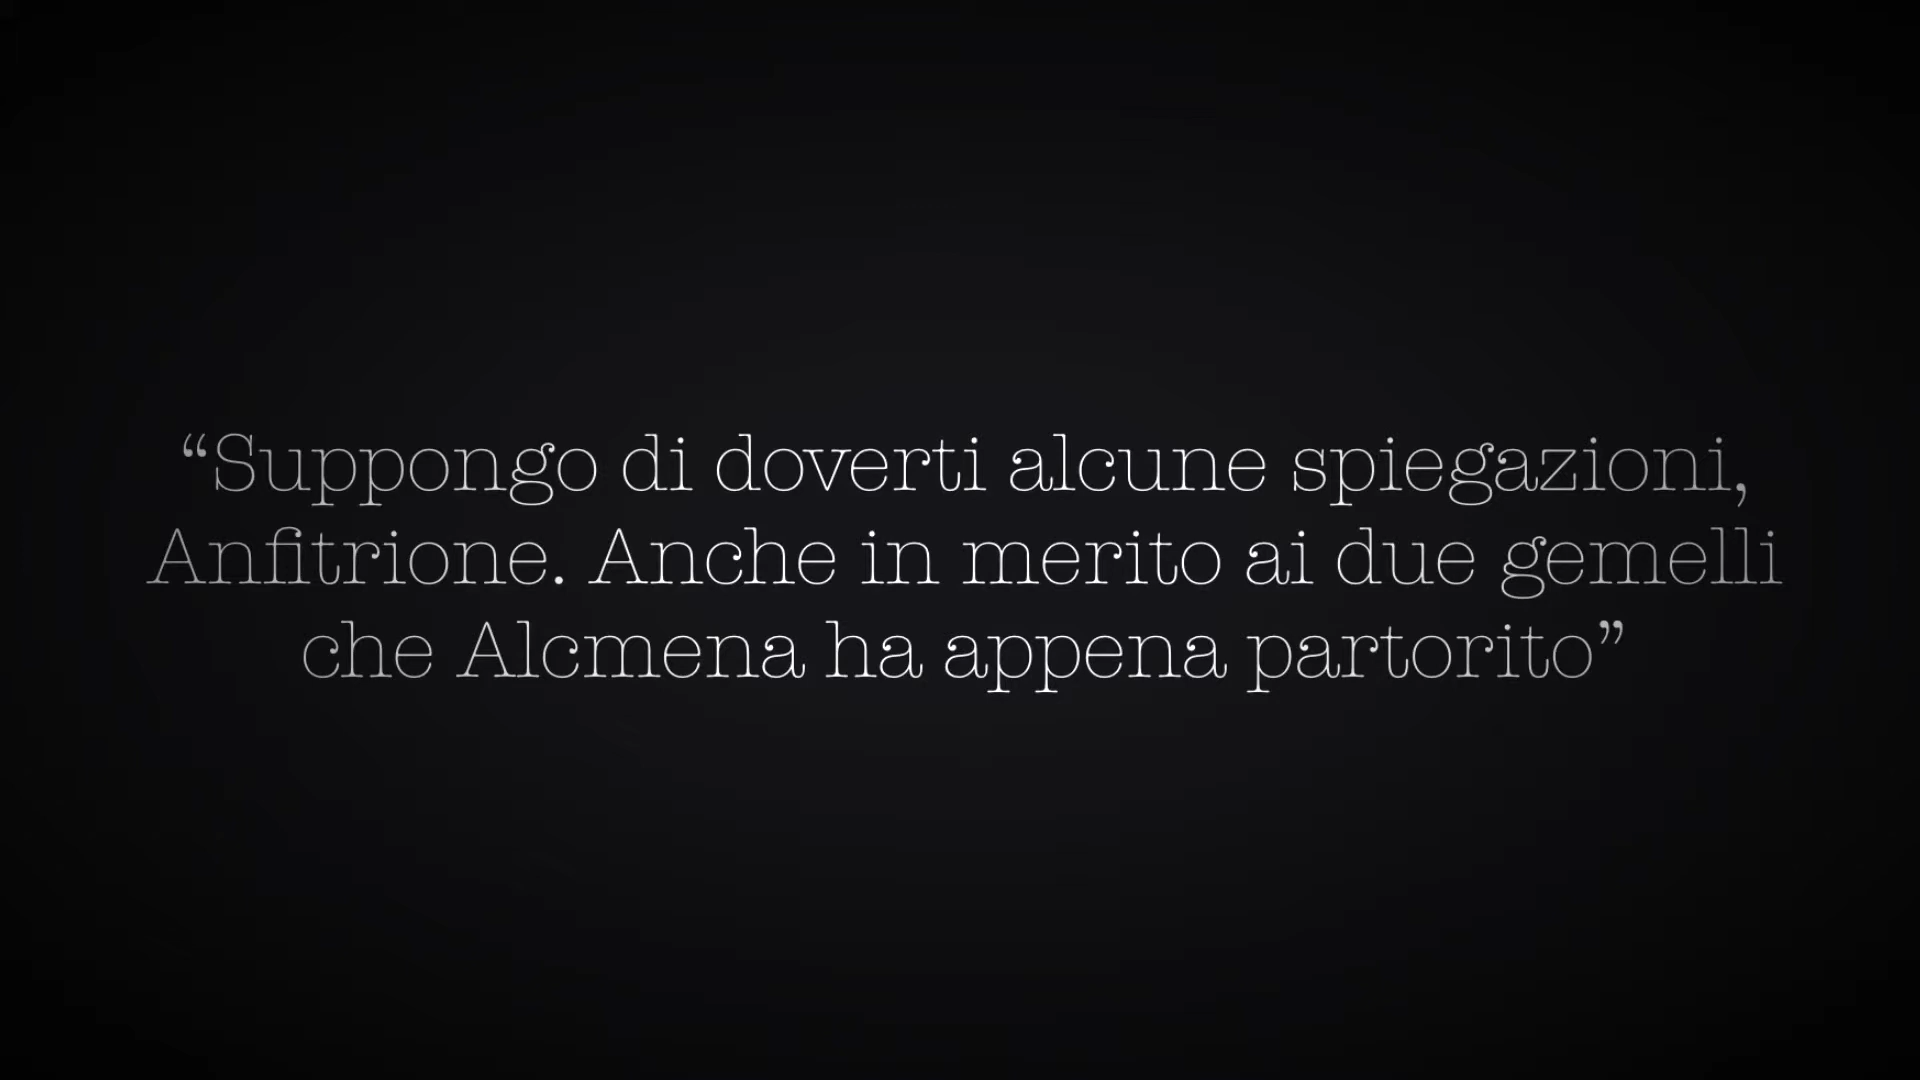 “Suppongo di doverti alcune spiegazioni,
Anfitrione. Anche in merito ai due gemelli
che Alcmena ha appena partorito”